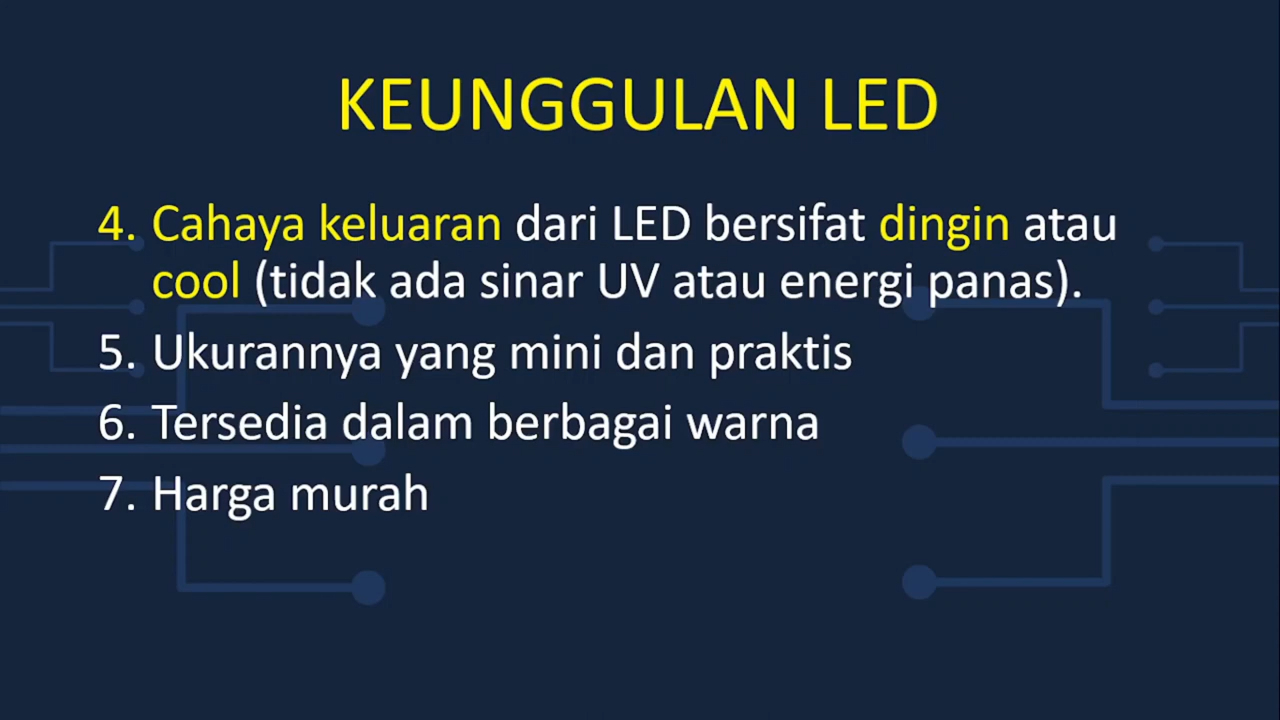 KEUNGGULAN LED
4. Cahaya keluaran dari LED bersifat dingin atau
cool (tidak ada sinar UV atau energi panas).
5. Ukurannya yang mini dan praktis
6. Tersedia dalam berbagai warna
7. Harga murah